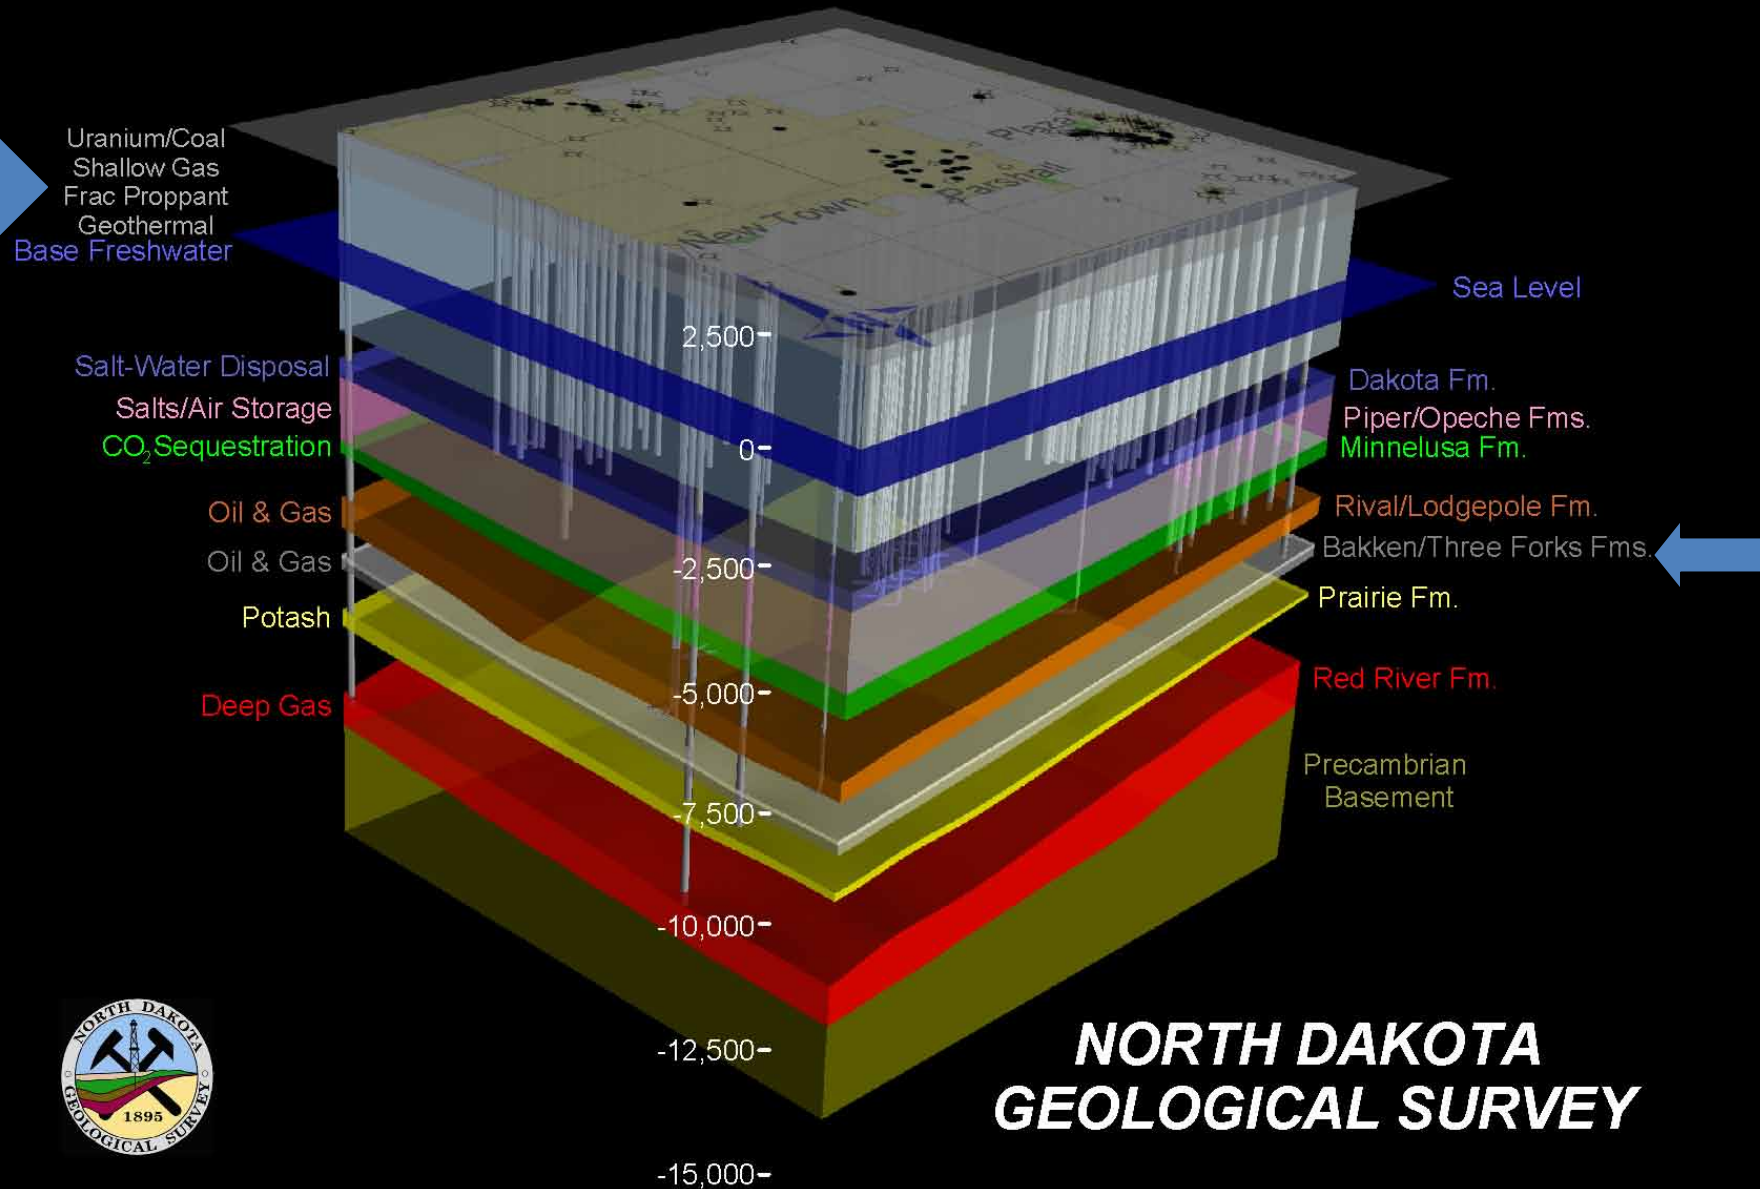 Uranium/Coal
Shallow Gas
Frac Proppant
Geothermal
Base Freshwater
Salt-Water Disposal
Salts/Air Storage
CO2 Sequestration
Oil & Gas
Oil & Gas
Potash
Deep Gas
Plaza
Parshall
New Town
2,500
0
-2,500
-5,000
-7,500
-10,000
-12,500
-15,000
Sea Level
Dakota Fm.
Piper/Opeche Fms.
Minnelusa Fm.
Rival/Lodgepole Fm.
Bakken/Three Forks Fms.
Prairie Fm.
Red River Fm.
Precambrian
Basement
NORTH DAKOTA
GEOLOGICAL SURVEY
1895
NORTH DAKOTA
GEOLOGICAL SURVEY